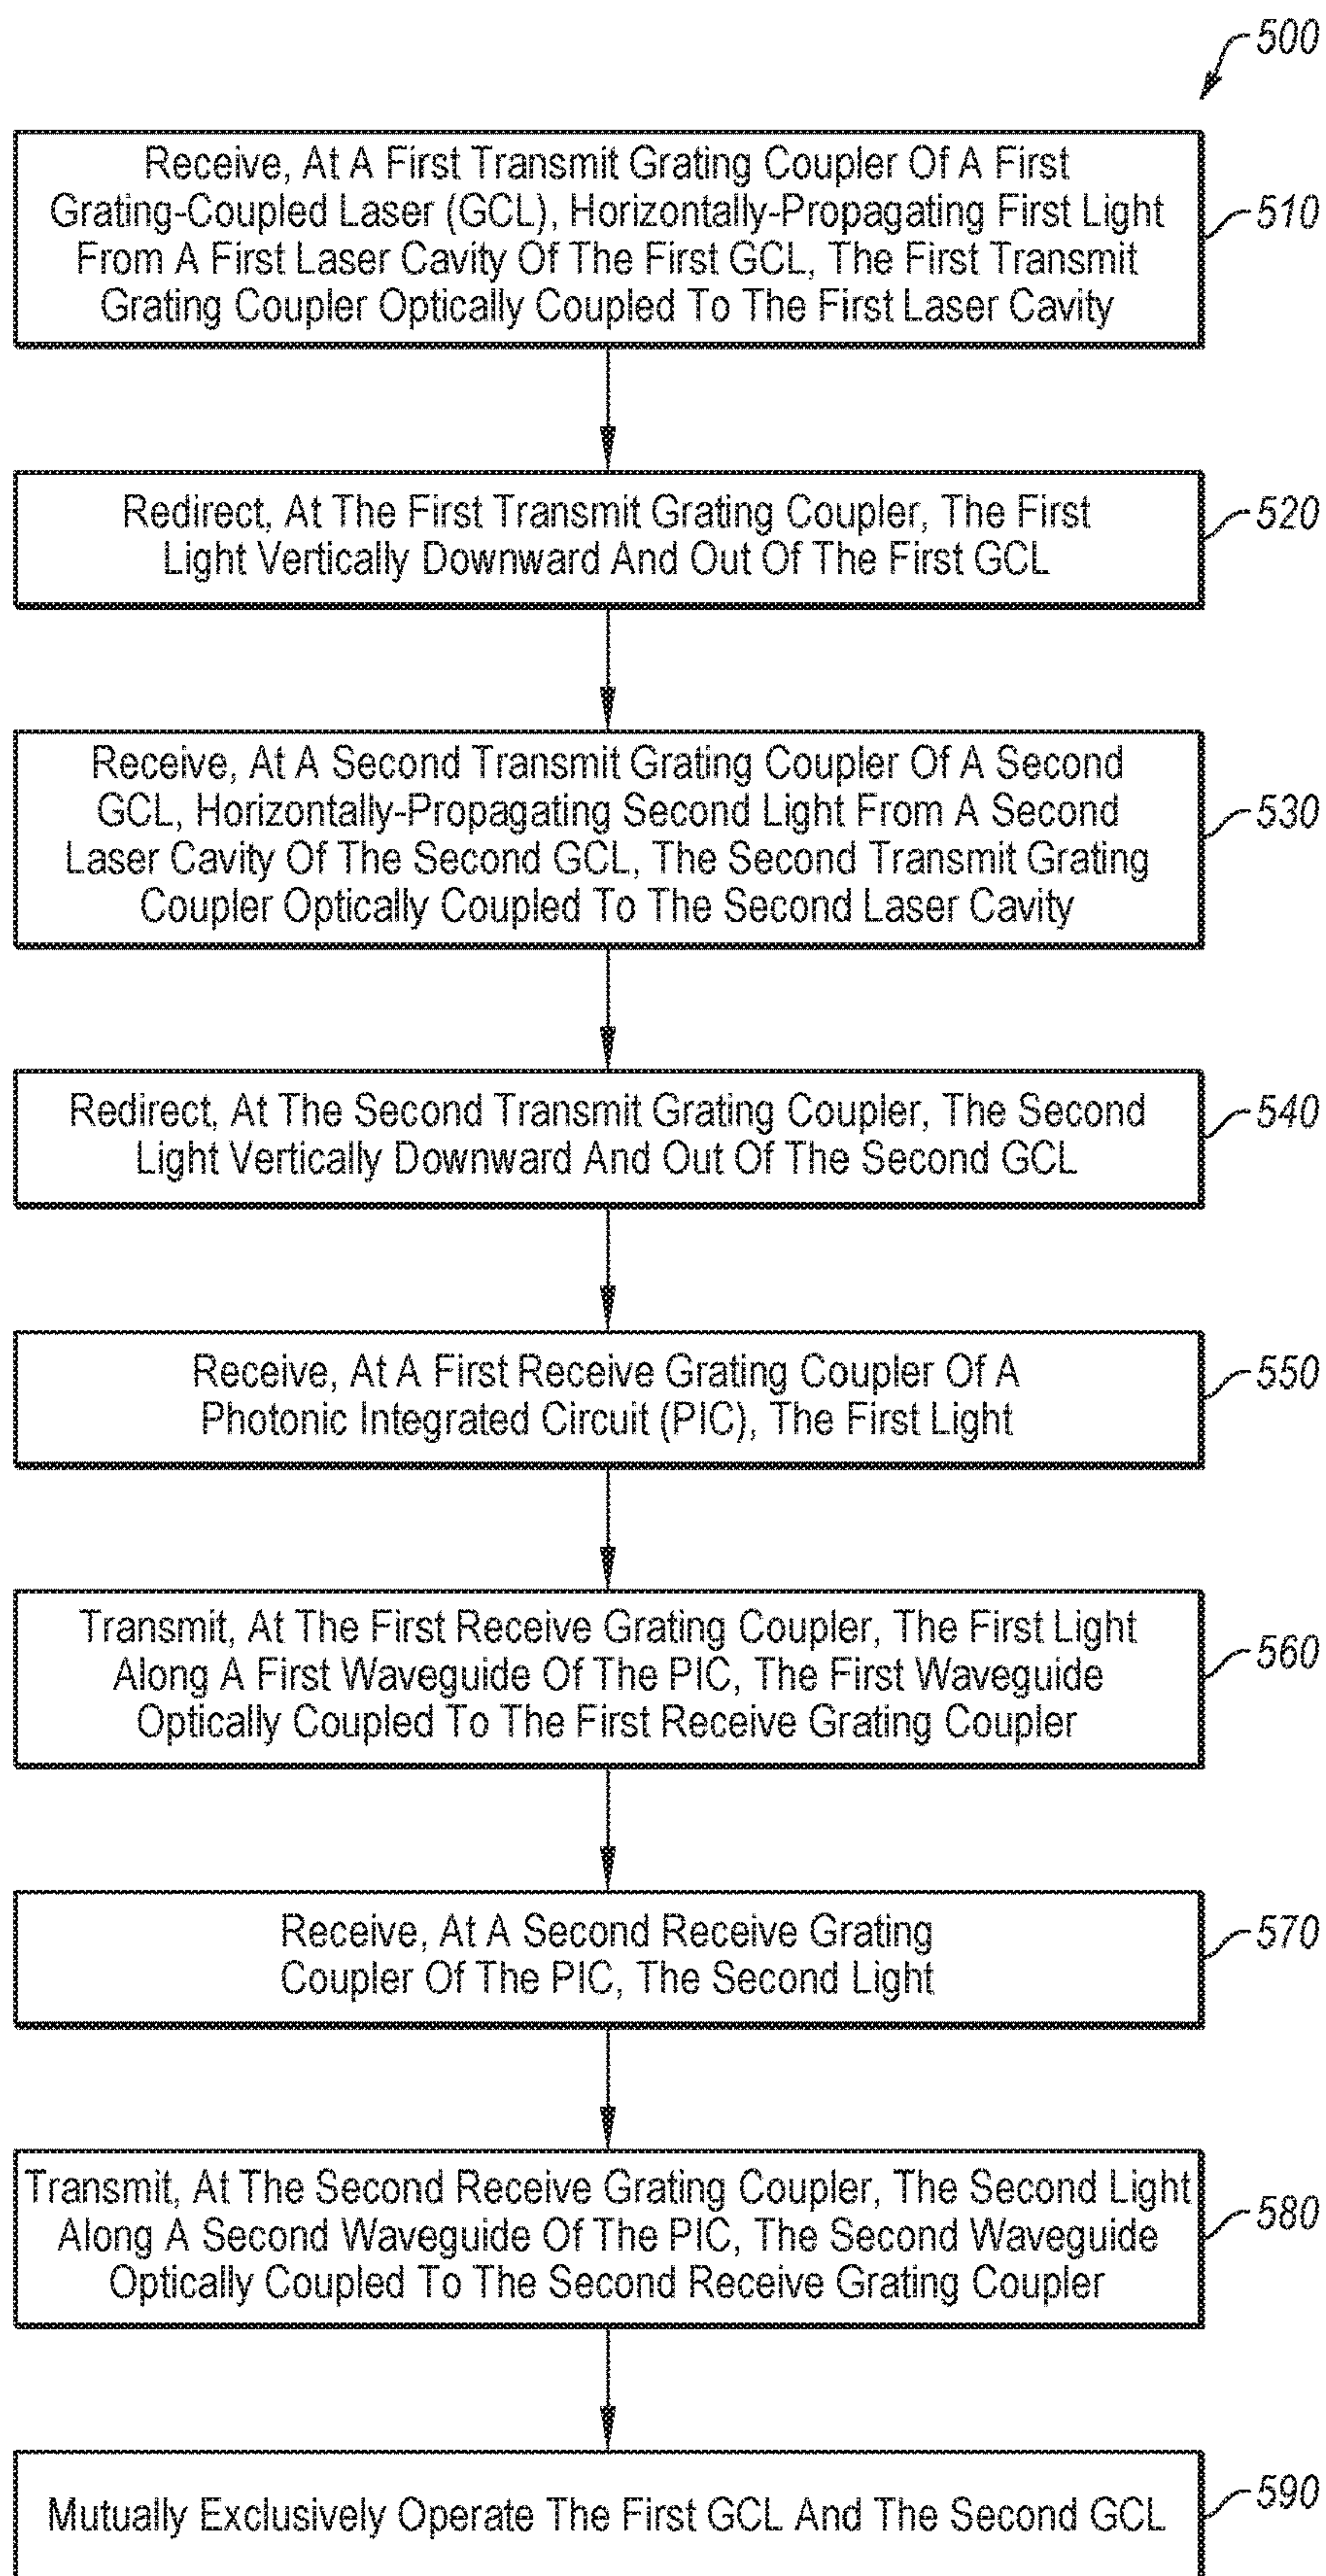 500
Receive, At A First Transmit Grating Coupler Of A First
Grating-Coupled Laser (GCL), Horizontally-Propagating First Light
From A First Laser Cavity Of The First GCL, The First Transmit
Grating Coupler Optically Coupled To The First Laser Cavity
510
Redirect, At The First Transmit Grating Coupler, The First
Light Vertically Downward And Out Of The First GCL
520
Receive, At A Second Transmit Grating Coupler Of A Second
GCL, Horizontally-Propagating Second Light From A Second
Laser Cavity Of The Second GCL, The Second Transmit Grating
Coupler Optically Coupled To The Second Laser Cavity
530
Redirect, At The Second Transmit Grating Coupler, The Second
Light Vertically Downward And Out Of The Second GCL
540
Receive, At A First Receive Grating Coupler Of A
Photonic Integrated Circuit (PIC), The First Light
550
Transmit, At The First Receive Grating Coupler, The First Light
Along A First Waveguide Of The PIC, The First Waveguide
Optically Coupled To The First Receive Grating Coupler
560
Receive, At A Second Receive Grating
Coupler Of The PIC, The Second Light
570
Transmit, At The Second Receive Grating Coupler, The Second Light
Along A Second Waveguide Of The PIC, The Second Waveguide
Optically Coupled To The Second Receive Grating Coupler
580
Mutually Exclusively Operate The First GCL And The Second GCL
590